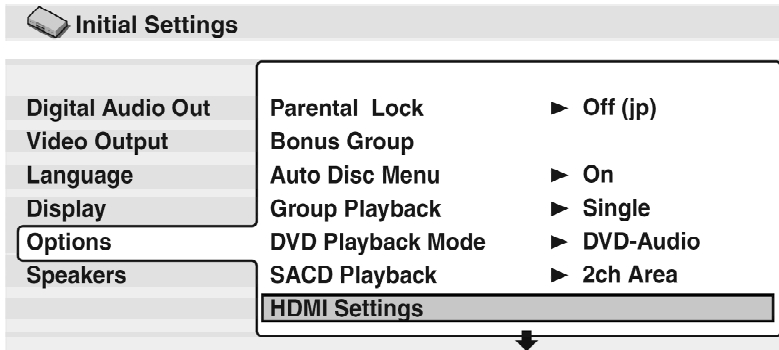 Initial Settings
Digital Audio Out
Video Output
Language
Display
Options
Speakers
Parental Lock ► Off (jp)
Bonus Group
Auto Disc Menu ► On
Group Playback ► Single
DVD Playback Mode ► DVD-Audio
SACD Playback ► 2ch Area
HDMI Settings